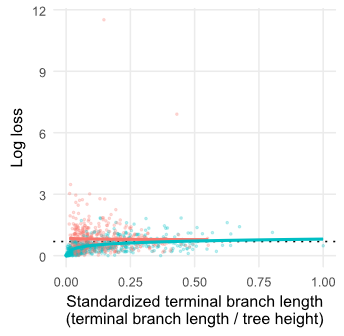 12
9
6
3
0
Log loss
0.00 0.25 0.50 0.75 1.00
Standardized terminal branch length
(terminal branch length / tree height)